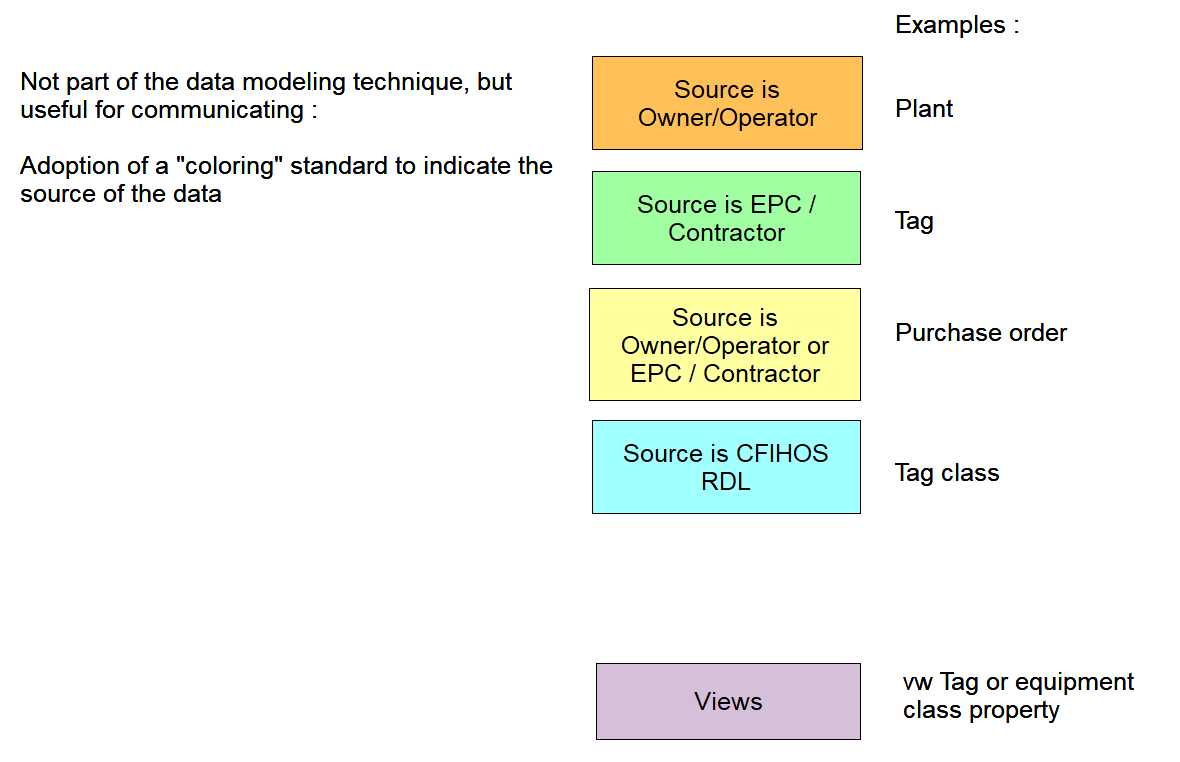 Examples :
Not part of the data modeling technique, but
useful for communicating :
Adoption of a "coloring" standard to indicate the
source of the data
Source is
Owner/Operator
Plant
Source is EPC /
Contractor
Tag
Source is
Owner/Operator or
EPC / Contractor
Purchase order
Source is CFIHOS
RDL
Tag class
Views
vw Tag or equipment
class property